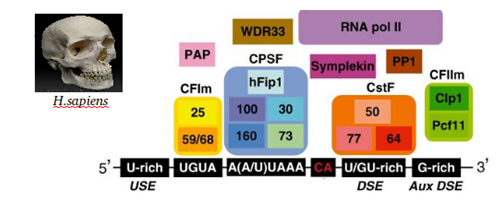 WDR33
RNA pol II
PAP
CPSF
Symplekin
PP1
H.sapiens
CFIm
hFip1
CstF
CFIIm
25
100
30
50
Clp1
59/68
160
73
77
64
Pcf11
5'
U-rich
UGUA
A(A/U)UAAA
CA
U/GU-rich
G-rich
3'
USE
DSE
Aux DSE